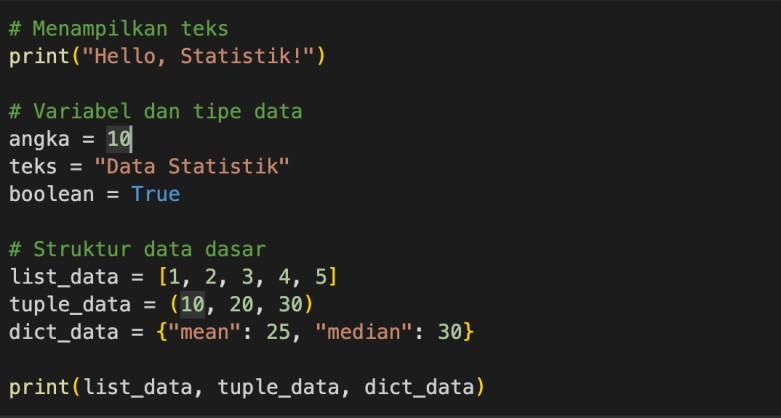 # Menampilkan teks
print("Hello, Statistik!")
# Variabel dan tipe data
angka = 10
teks = "Data Statistik"
boolean = True
# Struktur data dasar
list_data = [1, 2, 3, 4, 5]
tuple_data = (10, 20, 30)
dict_data = {"mean": 25, "median": 30}
print(list_data, tuple_data, dict_data)